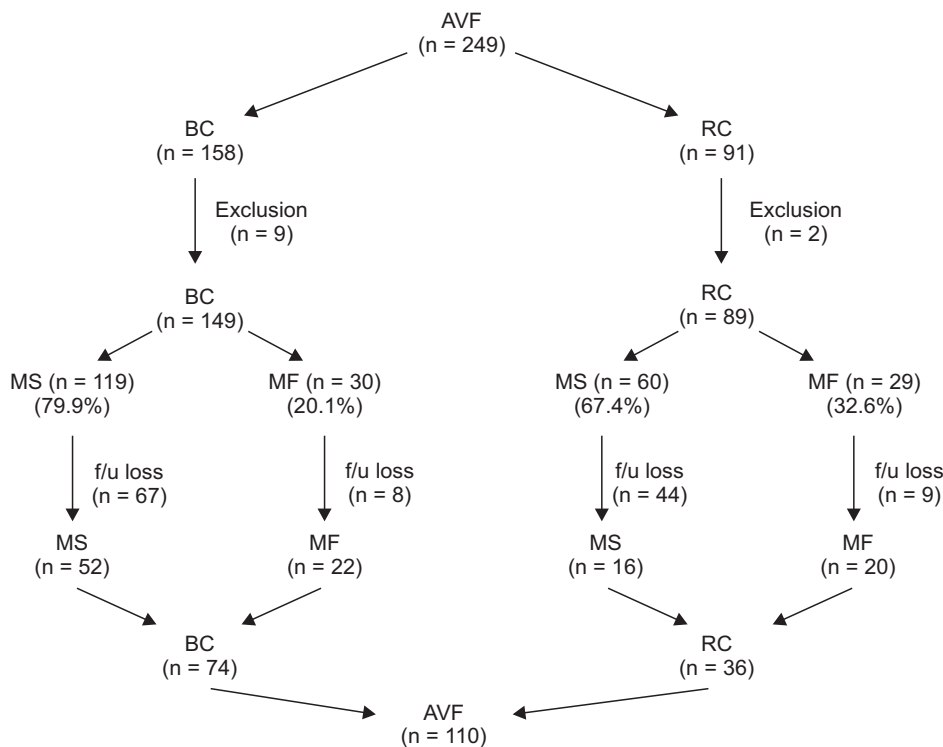 AVF
(n = 249)
BC
(n = 158)
RC
(n = 91)
Exclusion
(n = 9)
Exclusion
(n = 2)
BC
(n = 149)
RC
(n = 89)
MS (n = 119)
(79.9%)
MF (n = 30)
(20.1%)
MS (n = 60)
(67.4%)
MF (n = 29)
(32.6%)
f/u loss
(n = 67)
f/u loss
(n = 8)
f/u loss
(n = 44)
f/u loss
(n = 9)
MS
(n = 52)
MF
(n = 22)
MS
(n = 16)
MF
(n = 20)
BC
(n = 74)
RC
(n = 36)
AVF
(n = 110)